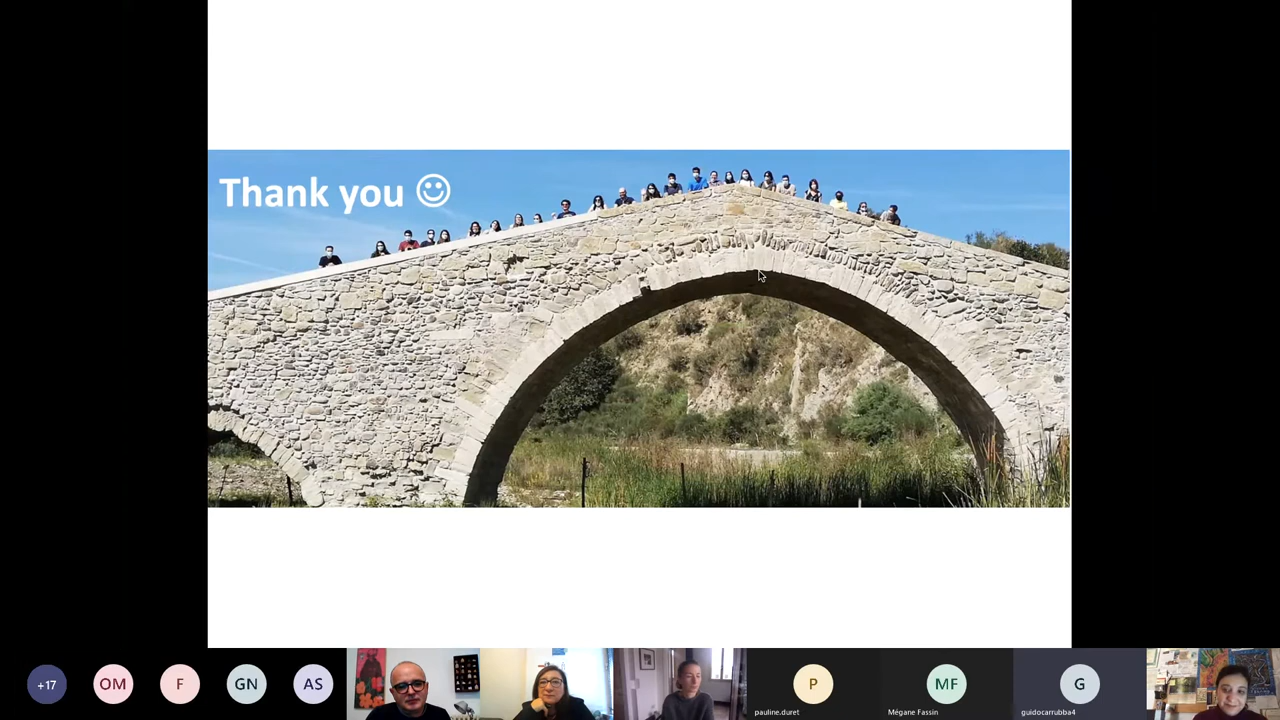 Thank you ☺
+17
OM
F
GN
AS
P
pauline.duret
MF
Mégane Fassin
G
guidocarrubba4